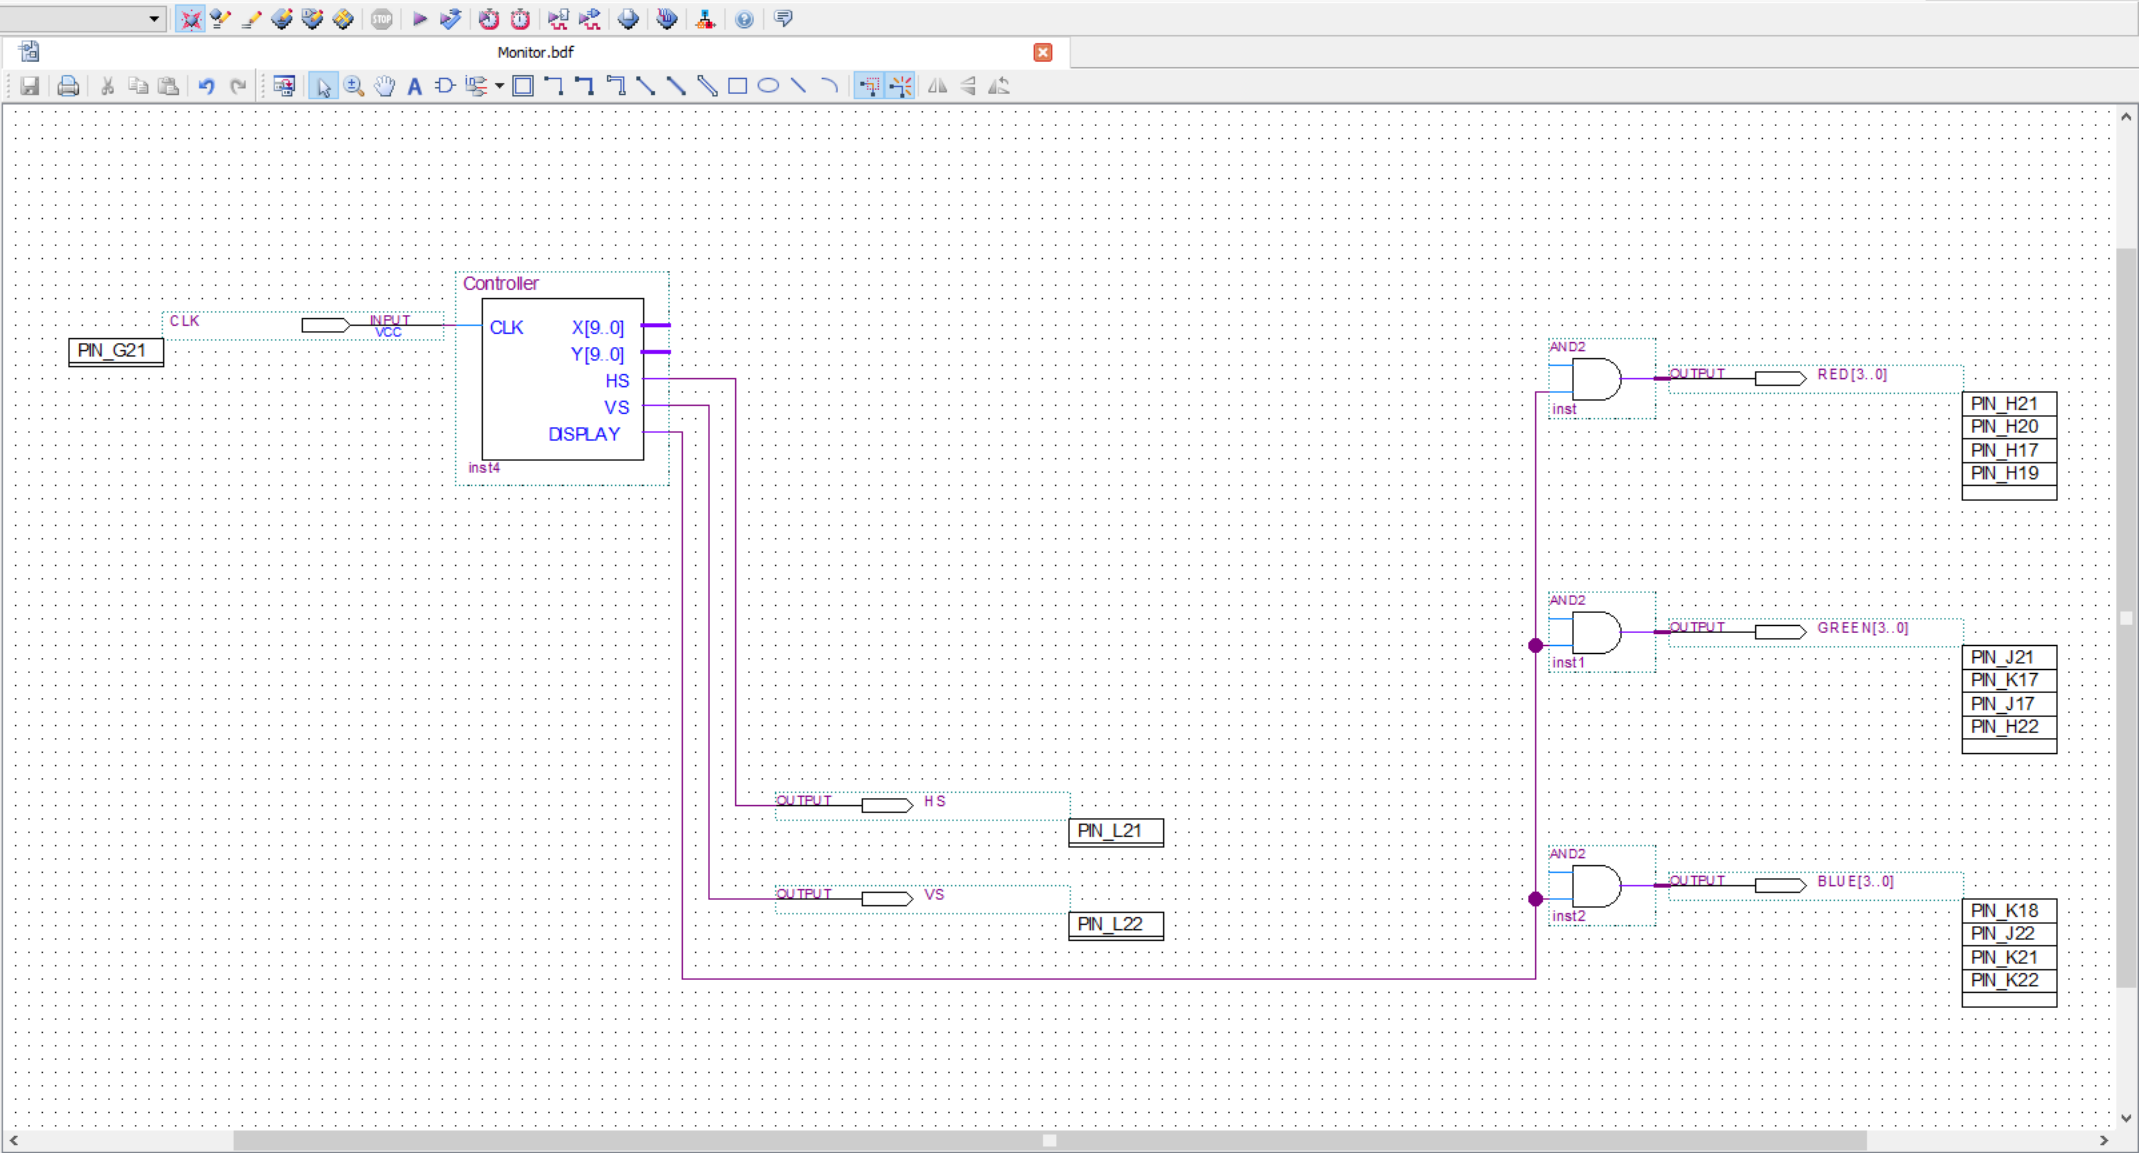 STOP
Monitor.bdf
A
Controller
CLK
INPUT
VCC
PIN_G21
CLK
X[9..0]
Y[9..0]
HS
VS
DISPLAY
inst4
AND2
inst
OUTPUT
RED[3..0]
PIN_H21
PIN_H20
PIN_H17
PIN_H19
AND2
inst1
OUTPUT
GREEN[3..0]
PIN_J21
PIN_K17
PIN_J17
PIN_H22
OUTPUT
HS
PIN_L21
OUTPUT
VS
PIN_L22
AND2
inst2
OUTPUT
BLUE[3..0]
PIN_K18
PIN_J22
PIN_K21
PIN_K22